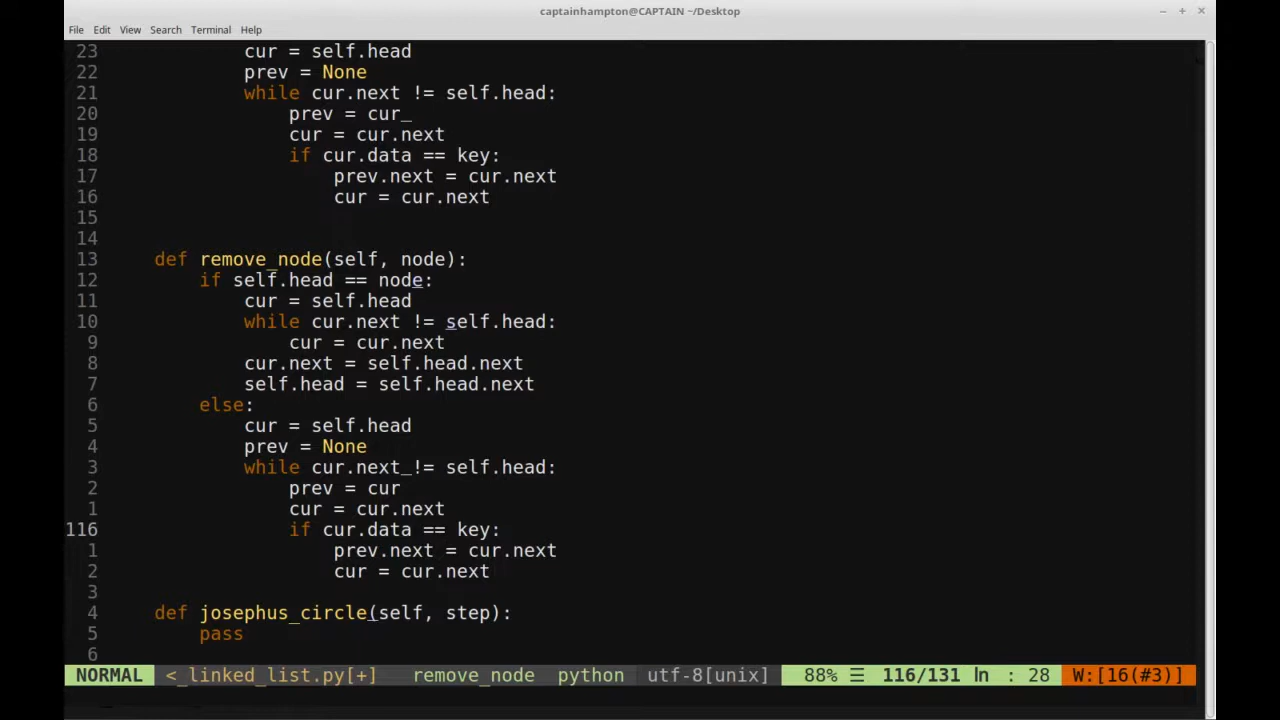 captainhampton@CAPTAIN ~/Desktop
File Edit View Search Terminal Help
23 cur = self.head
22 prev = None
21 while cur.next != self.head:
20 prev = cur_
19 cur = cur.next
18 if cur.data == key:
17 prev.next = cur.next
16 cur = cur.next
15
14
13 def remove_node(self, node):
12 if self.head == node:
11 cur = self.head
10 while cur.next != self.head:
9 cur = cur.next
8 cur.next = self.head.next
7 self.head = self.head.next
6 else:
5 cur = self.head
4 prev = None
3 while cur.next_!= self.head:
2 prev = cur
1 cur = cur.next
116 if cur.data == key:
1 prev.next = cur.next
2 cur = cur.next
3
4 def josephus_circle(self, step):
5 pass
6
NORMAL <_linked_list.py[+] remove_node python utf-8[unix] 88% ☰ 116/131 ln : 28 W:[16(#3)]